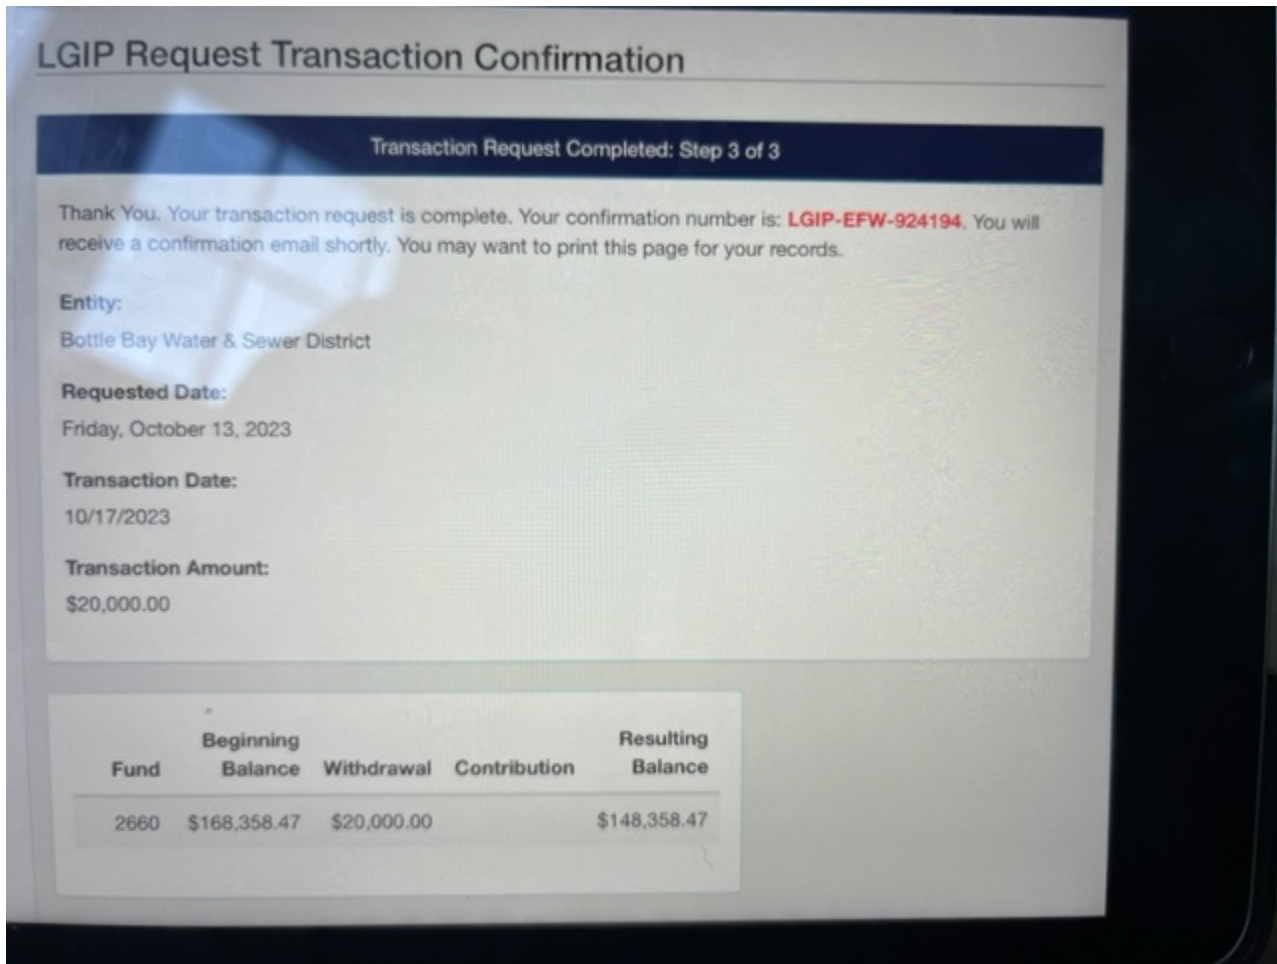 LGIP Request Transaction Confirmation
Transaction Request Completed: Step 3 of 3
Thank You. Your transaction request is complete. Your confirmation number is: LGIP-EFW-924194. You will
receive a confirmation email shortly. You may want to print this page for your records.
Entity:
Bottle Bay Water & Sewer District
Requested Date:
Friday, October 13, 2023
Transaction Date:
10/17/2023
Transaction Amount:
$20,000.00
Beginning Resulting
Fund Balance Withdrawal Contribution Balance
2660 $168,358.47 $20,000.00 $148,358.47